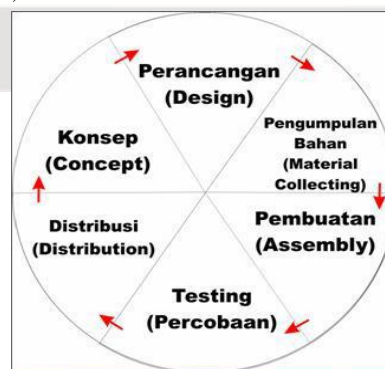 Perancangan
(Design)
Pengumpulan
Bahan
(Material
Collecting)
Pembuatan
(Assembly)
Testing
(Percobaan)
Distribusi
(Distribution)
Konsep
(Concept)